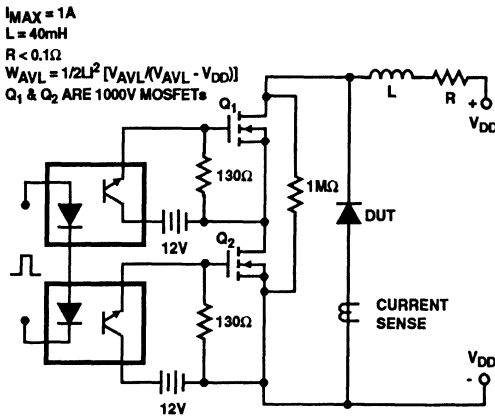 IMAX = 1A
L = 40mH
R < 0.1Ω
WAVL = 1/2LI² [VAVL/(VAVL - VDD)]
Q1 & Q2 ARE 1000V MOSFETs
Q1
L
R
+
VDD
130Ω
1MΩ
DUT
12V
Q2
130Ω
CURRENT
SENSE
VDD
-
12V